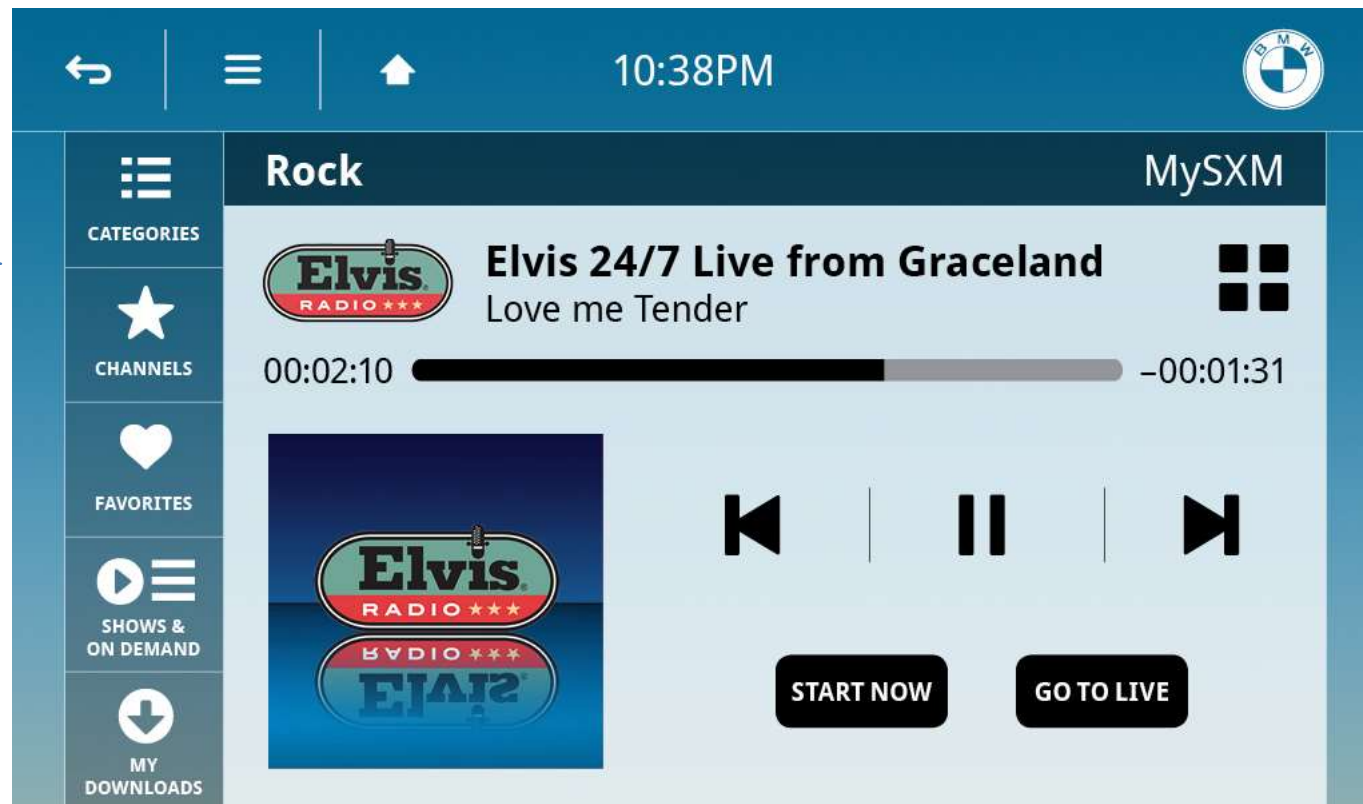 10:38PM
BMW
Rock
MySXM
CATEGORIES
CHANNELS
FAVORITES
SHOWS &
ON DEMAND
MY
DOWNLOADS
Elvis
RADIO
Elvis 24/7 Live from Graceland
Love me Tender
00:02:10
–00:01:31
Elvis
RADIO
RADIO
Elvis
START NOW
GO TO LIVE